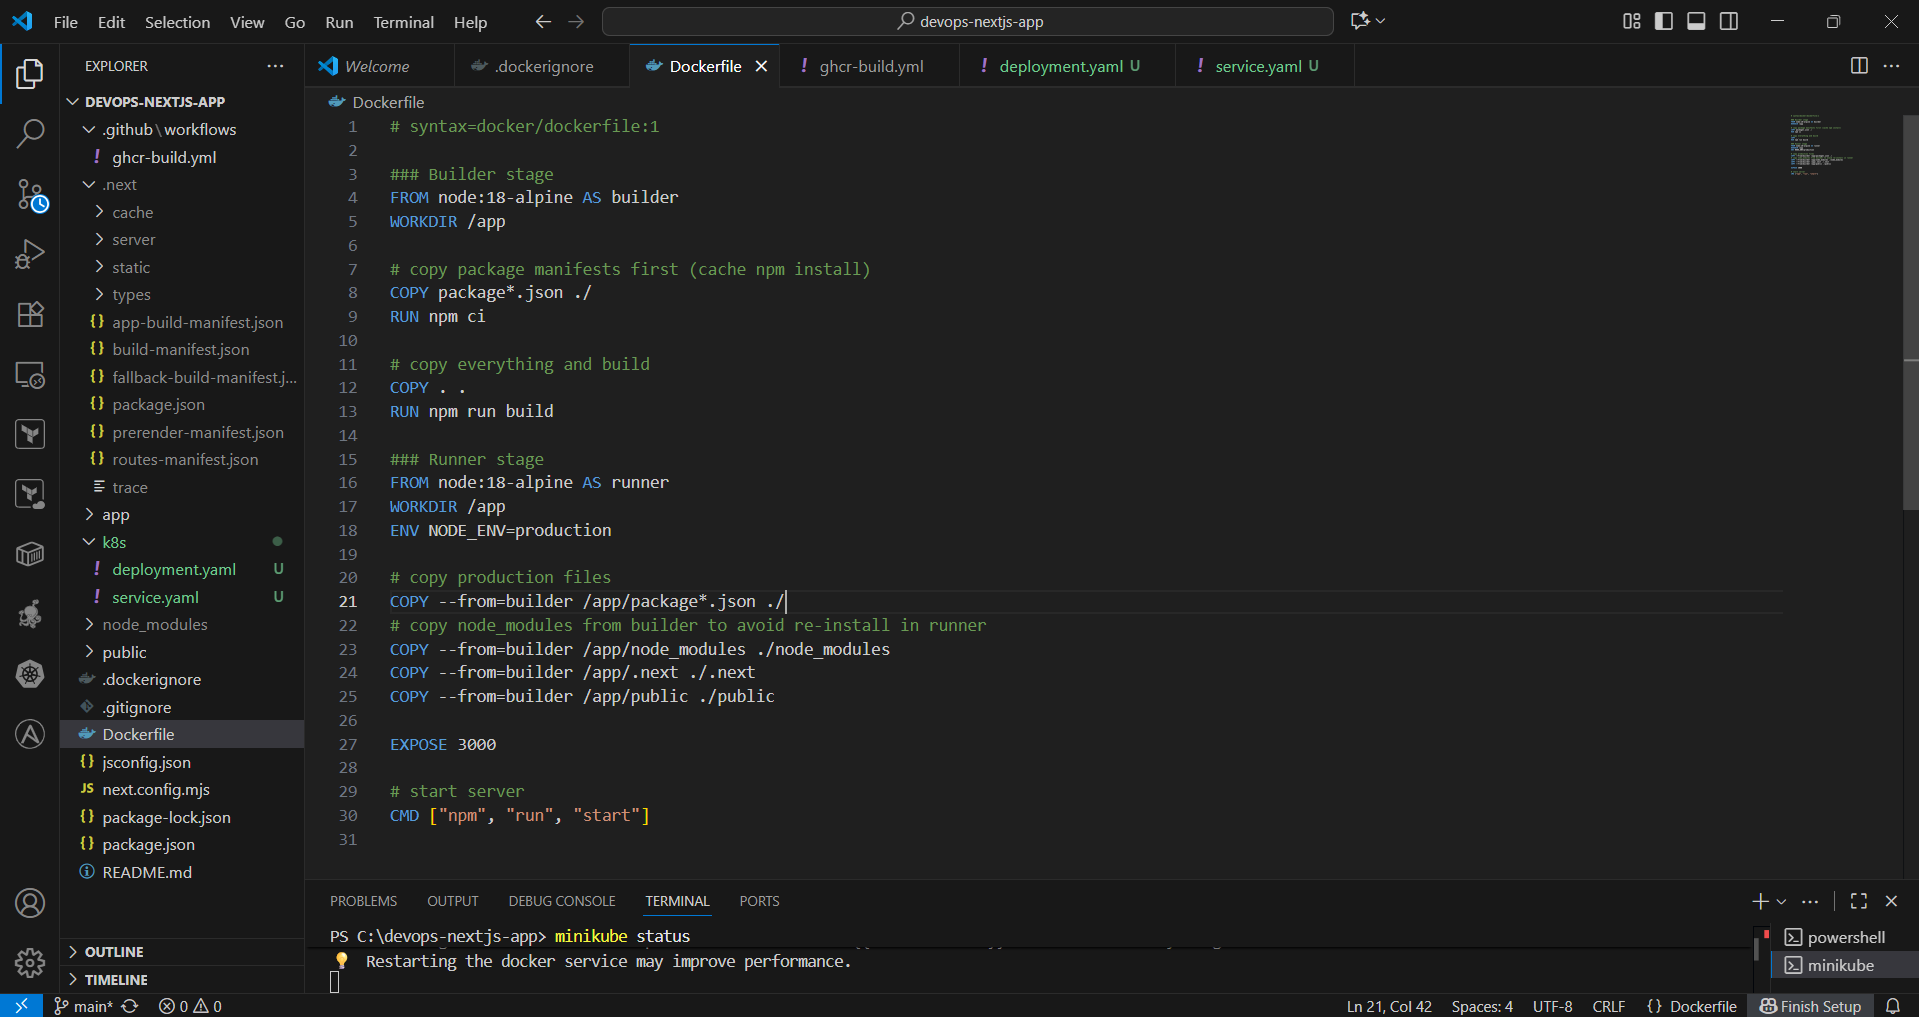 File Edit Selection View Go Run Terminal Help
devops-nextjs-app
EXPLORER
DEVOPS-NEXTJS-APP
.github\workflows
ghcr-build.yml
.next
cache
server
static
types
app-build-manifest.json
build-manifest.json
fallback-build-manifest.j...
package.json
prerender-manifest.json
routes-manifest.json
trace
app
k8s
deployment.yaml U
service.yaml U
node_modules
public
.dockerignore
.gitignore
Dockerfile
jsconfig.json
JS next.config.mjs
package-lock.json
package.json
README.md
OUTLINE
TIMELINE
Welcome .dockerignore Dockerfile ghcr-build.yml deployment.yaml U service.yaml U
Dockerfile
1 # syntax=docker/dockerfile:1
2
3 ### Builder stage
4 FROM node:18-alpine AS builder
5 WORKDIR /app
6
7 # copy package manifests first (cache npm install)
8 COPY package*.json ./
9 RUN npm ci
10
11 # copy everything and build
12 COPY . .
13 RUN npm run build
14
15 ### Runner stage
16 FROM node:18-alpine AS runner
17 WORKDIR /app
18 ENV NODE_ENV=production
19
20 # copy production files
21 COPY --from=builder /app/package*.json ./
22 # copy node_modules from builder to avoid re-install in runner
23 COPY --from=builder /app/node_modules ./node_modules
24 COPY --from=builder /app/.next ./.next
25 COPY --from=builder /app/public ./public
26
27 EXPOSE 3000
28
29 # start server
30 CMD ["npm", "run", "start"]
31
PROBLEMS OUTPUT DEBUG CONSOLE TERMINAL PORTS
PS C:\devops-nextjs-app> minikube status
Restarting the docker service may improve performance.
powershell
minikube
main* 0 0 Ln 21, Col 42 Spaces: 4 UTF-8 CRLF {} Dockerfile Finish Setup